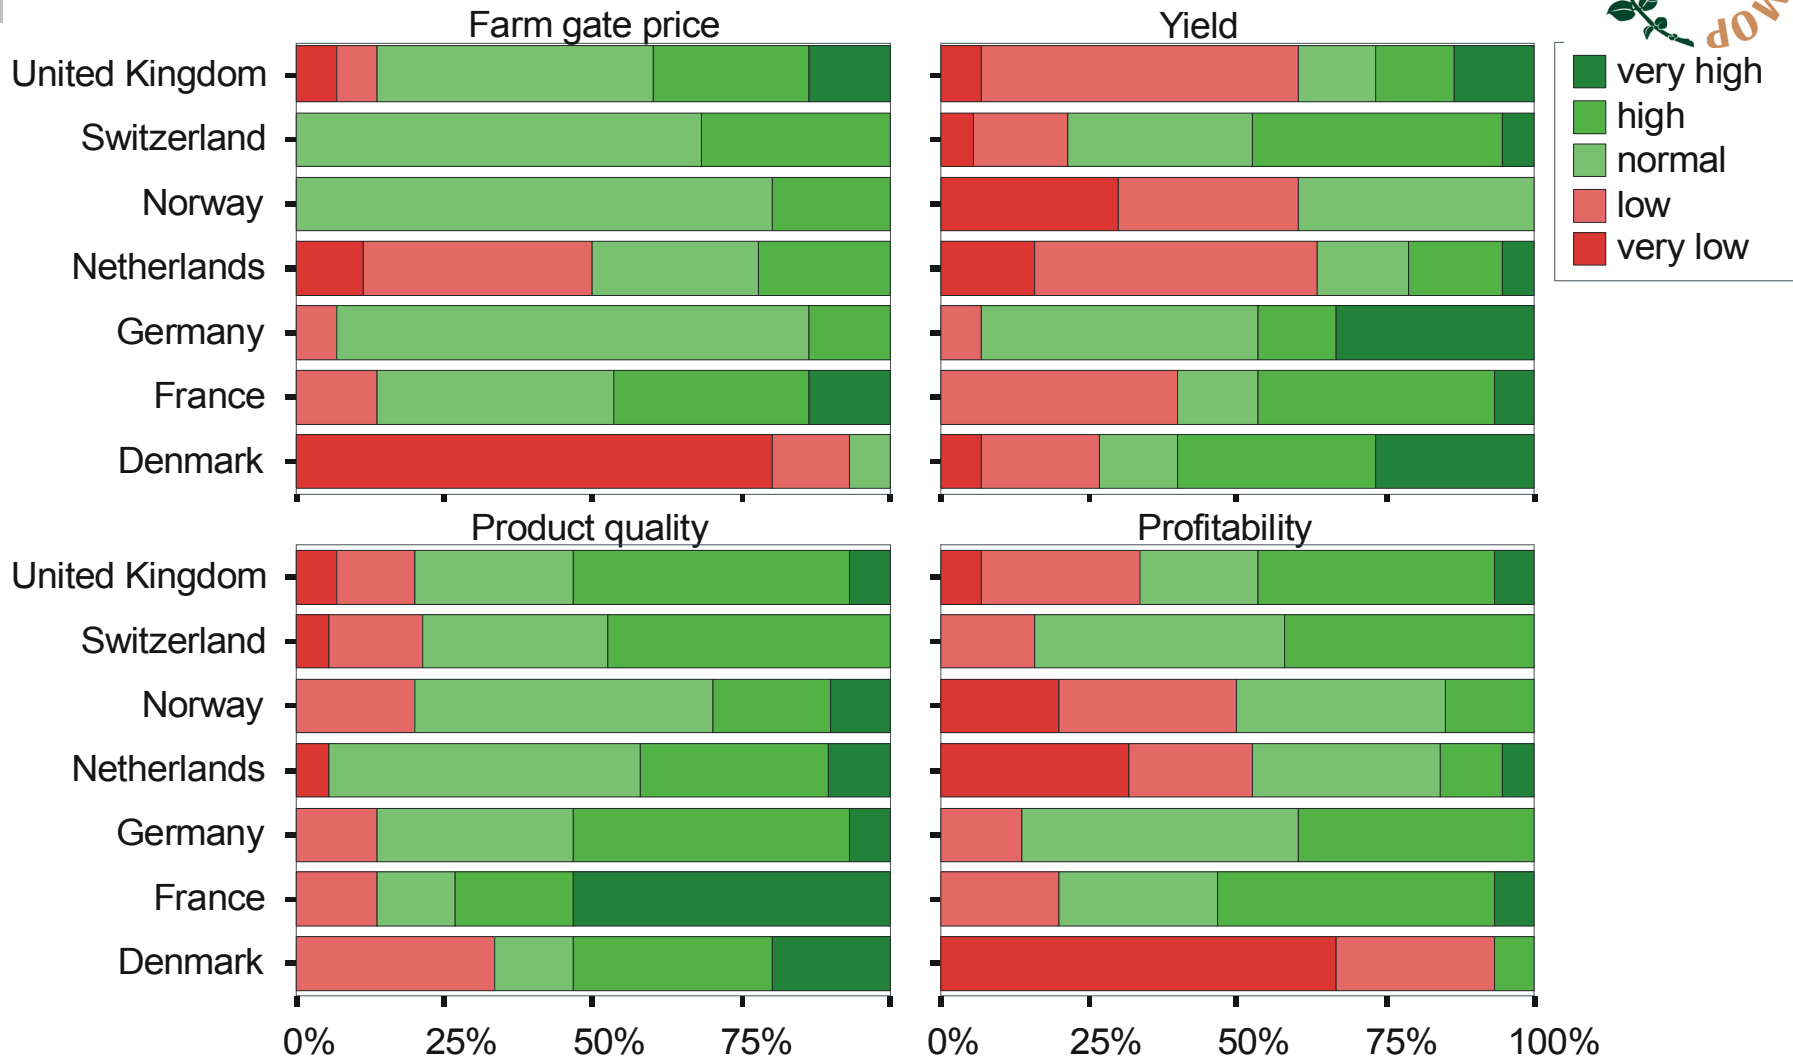 Farm gate price
Yield
MOP
United Kingdom
Switzerland
Norway
Netherlands
Germany
France
Denmark
very high
high
normal
low
very low
Product quality
Profitability
United Kingdom
Switzerland
Norway
Netherlands
Germany
France
Denmark
0% 25% 50% 75%
0% 25% 50% 75% 100%